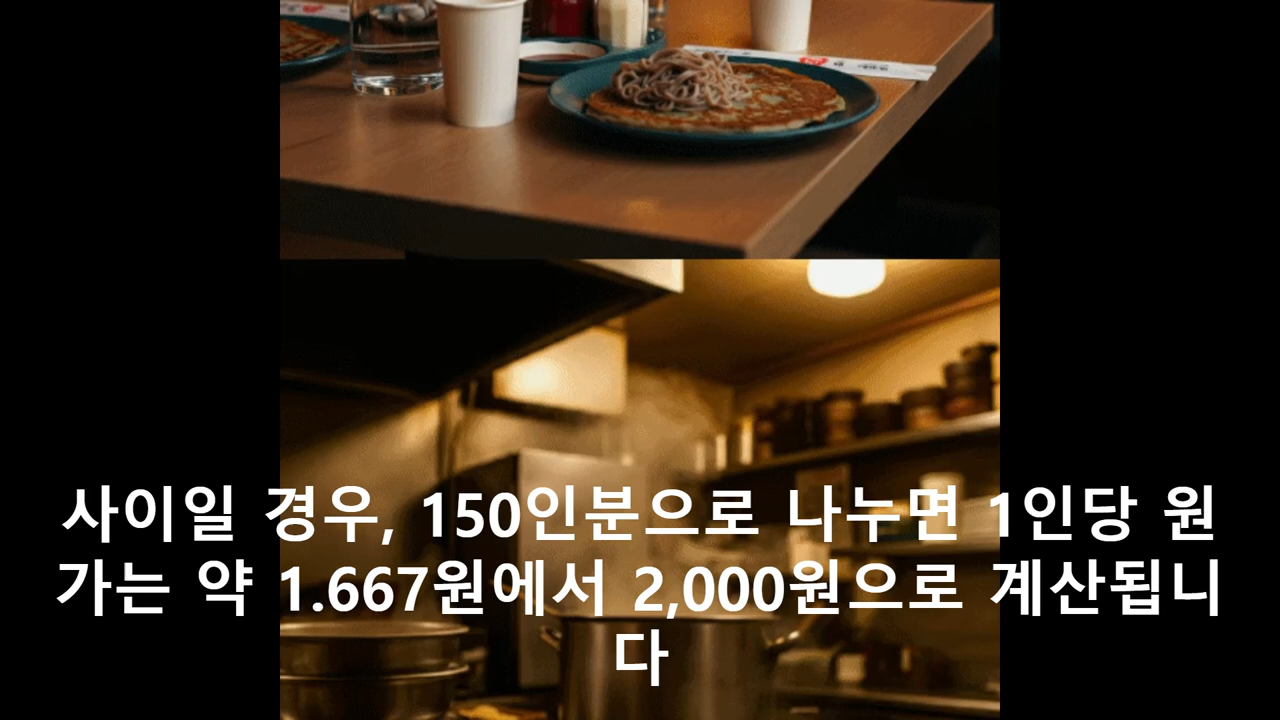 사이일 경우, 150인분으로 나누면 1인당 원
가는 약 1.667원에서 2,000원으로 계산됩니
다